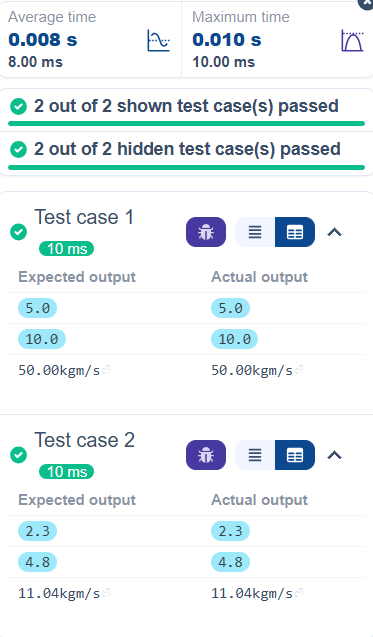 Average time Maximum time
0.008 s 0.010 s
8.00 ms 10.00 ms
2 out of 2 shown test case(s) passed
2 out of 2 hidden test case(s) passed
Test case 1
10 ms
Expected output Actual output
5.0 5.0
10.0 10.0
50.00kgm/s⏎ 50.00kgm/s⏎
Test case 2
10 ms
Expected output Actual output
2.3 2.3
4.8 4.8
11.04kgm/s⏎ 11.04kgm/s⏎